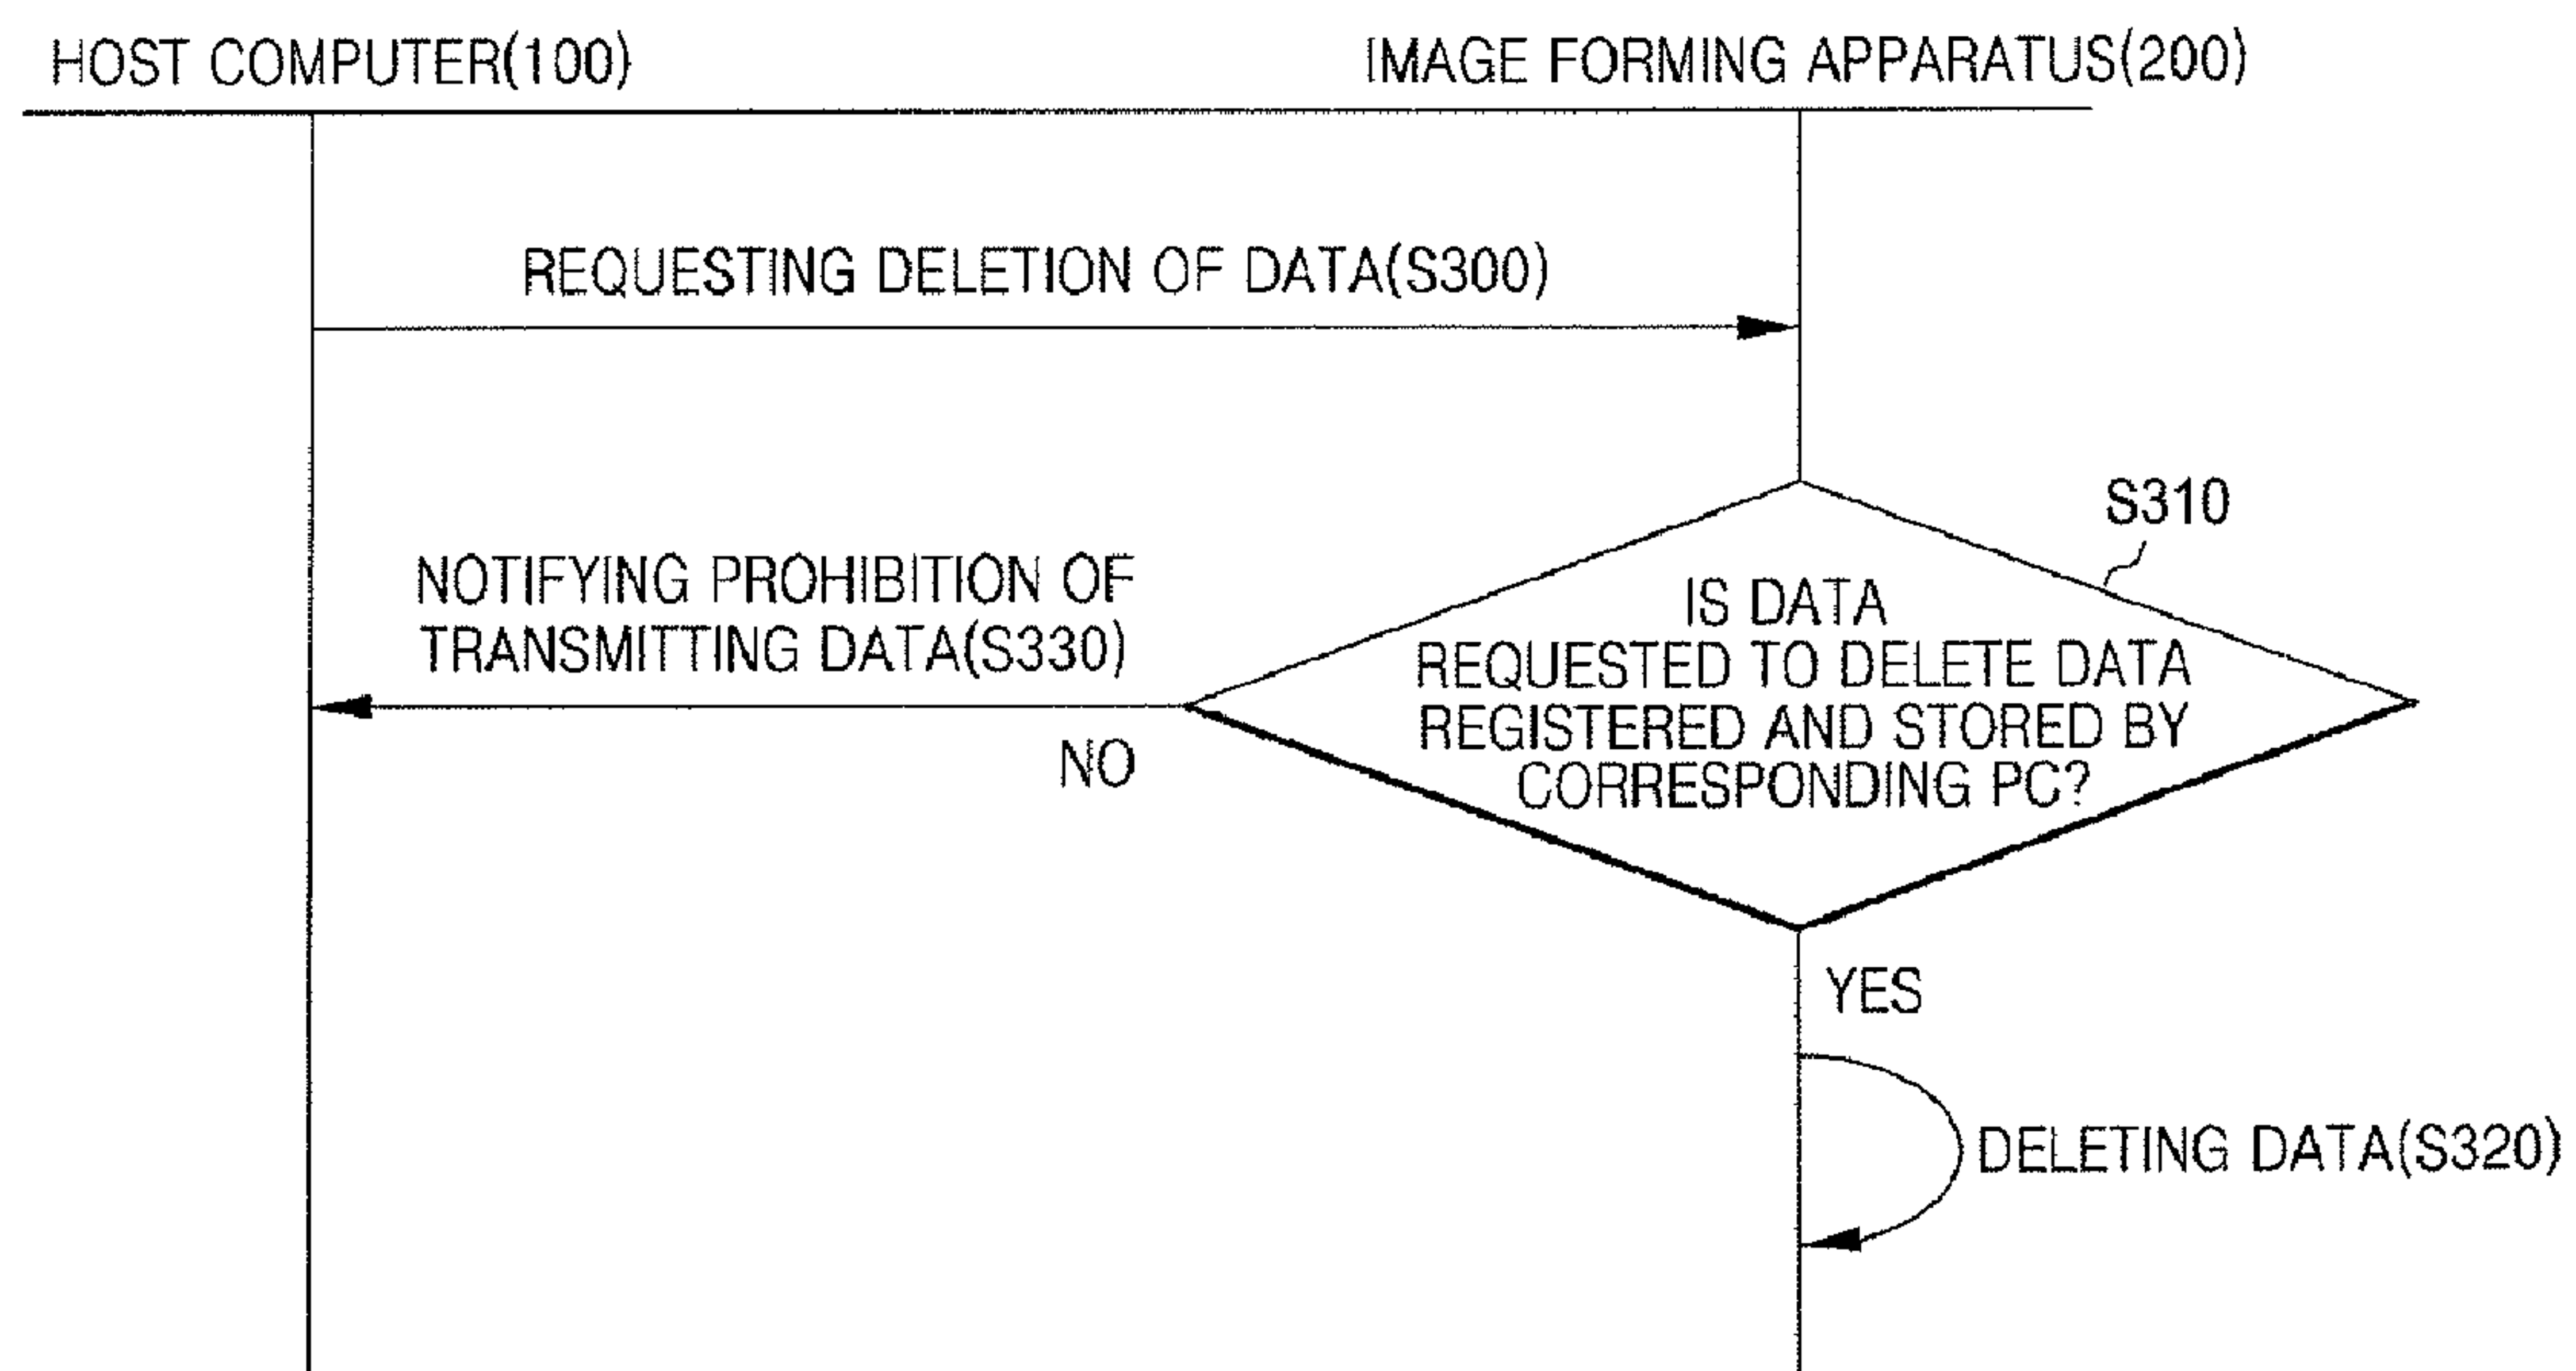 HOST COMPUTER(100)
IMAGE FORMING APPARATUS(200)
REQUESTING DELETION OF DATA(S300)
S310
IS DATA
REQUESTED TO DELETE DATA
REGISTERED AND STORED BY
CORRESPONDING PC?
NOTIFYING PROHIBITION OF
TRANSMITTING DATA(S330)
NO
YES
DELETING DATA(S320)